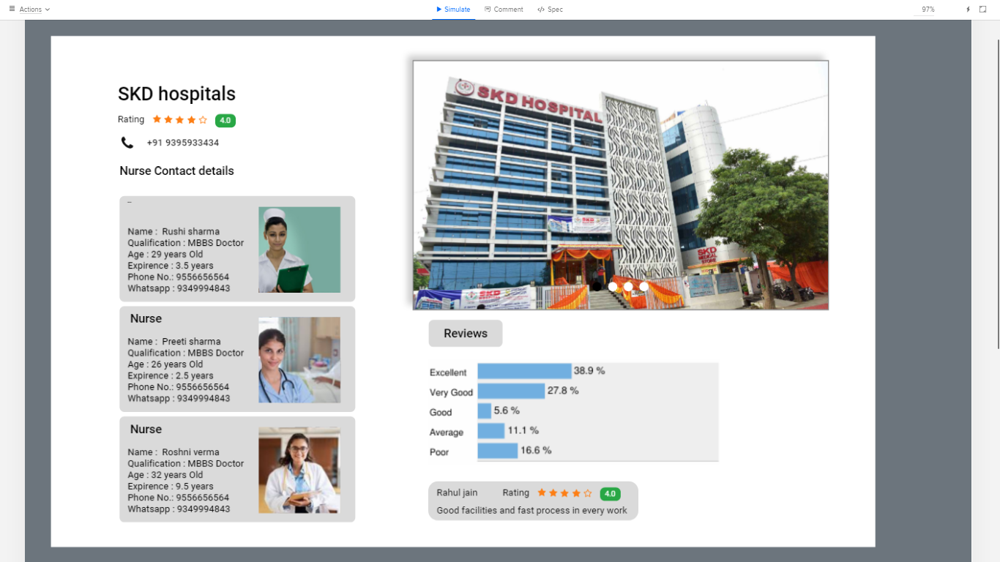 Actions
Simulate
Comment
Spec
97%
SKD hospitals
Rating 4.0
+91 9395933434
Nurse Contact details
Name : Rushi sharma
Qualification : MBBS Doctor
Age : 29 years Old
Expirence : 3.5 years
Phone No.: 9556656564
Whatsapp : 9349994843
Nurse
Name : Preeti sharma
Qualification : MBBS Doctor
Age : 26 years Old
Expirence : 2.5 years
Phone No.: 9556656564
Whatsapp : 9349994843
Nurse
Name : Roshni verma
Qualification : MBBS Doctor
Age : 32 years Old
Expirence : 9.5 years
Phone No.: 9556656564
Whatsapp : 9349994843
SKD HOSPITAL
SKD HOSPITAL
SKD
MEDICAL
STORE
SKD
Reviews
Excellent 38.9 %
Very Good 27.8 %
Good 5.6 %
Average 11.1 %
Poor 16.6 %
Rahul jain Rating 4.0
Good facilities and fast process in every work